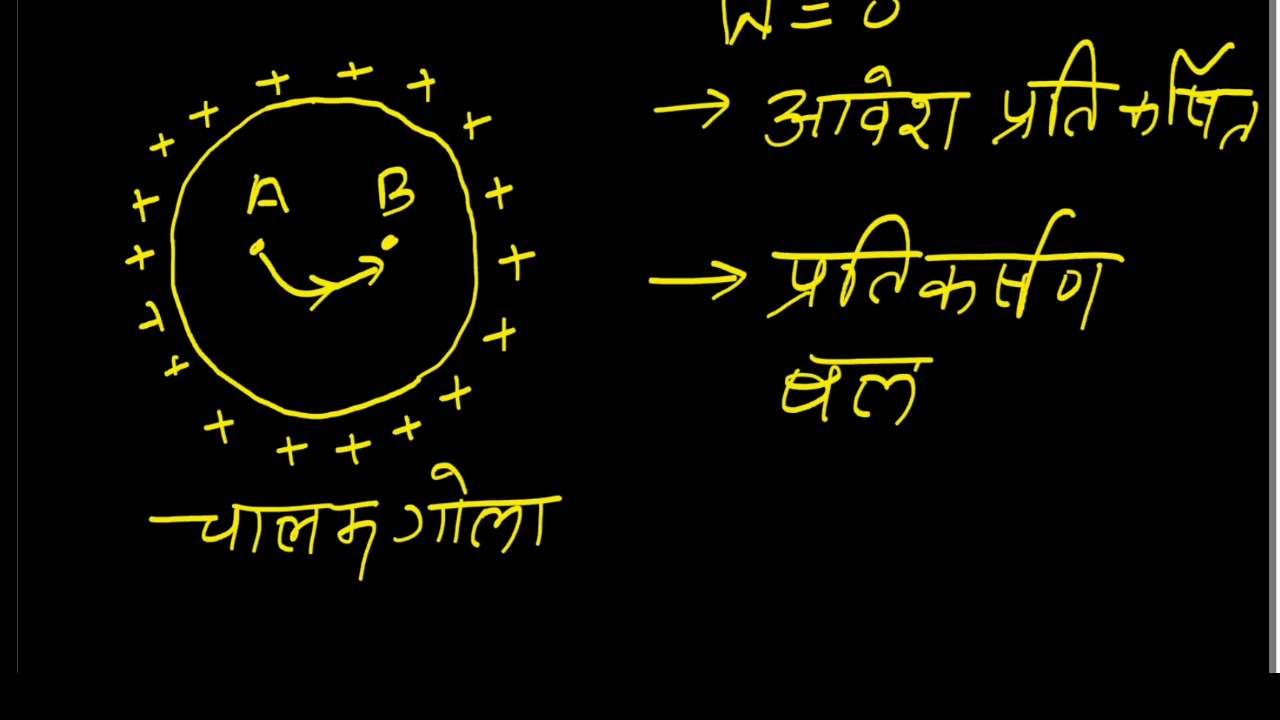 W = 0
+ + + + + + + + + + + + + + + + + + + +
A B
→ आवेश प्रतिकर्षित
→ प्रतिकर्षण
बल
चालक गोला